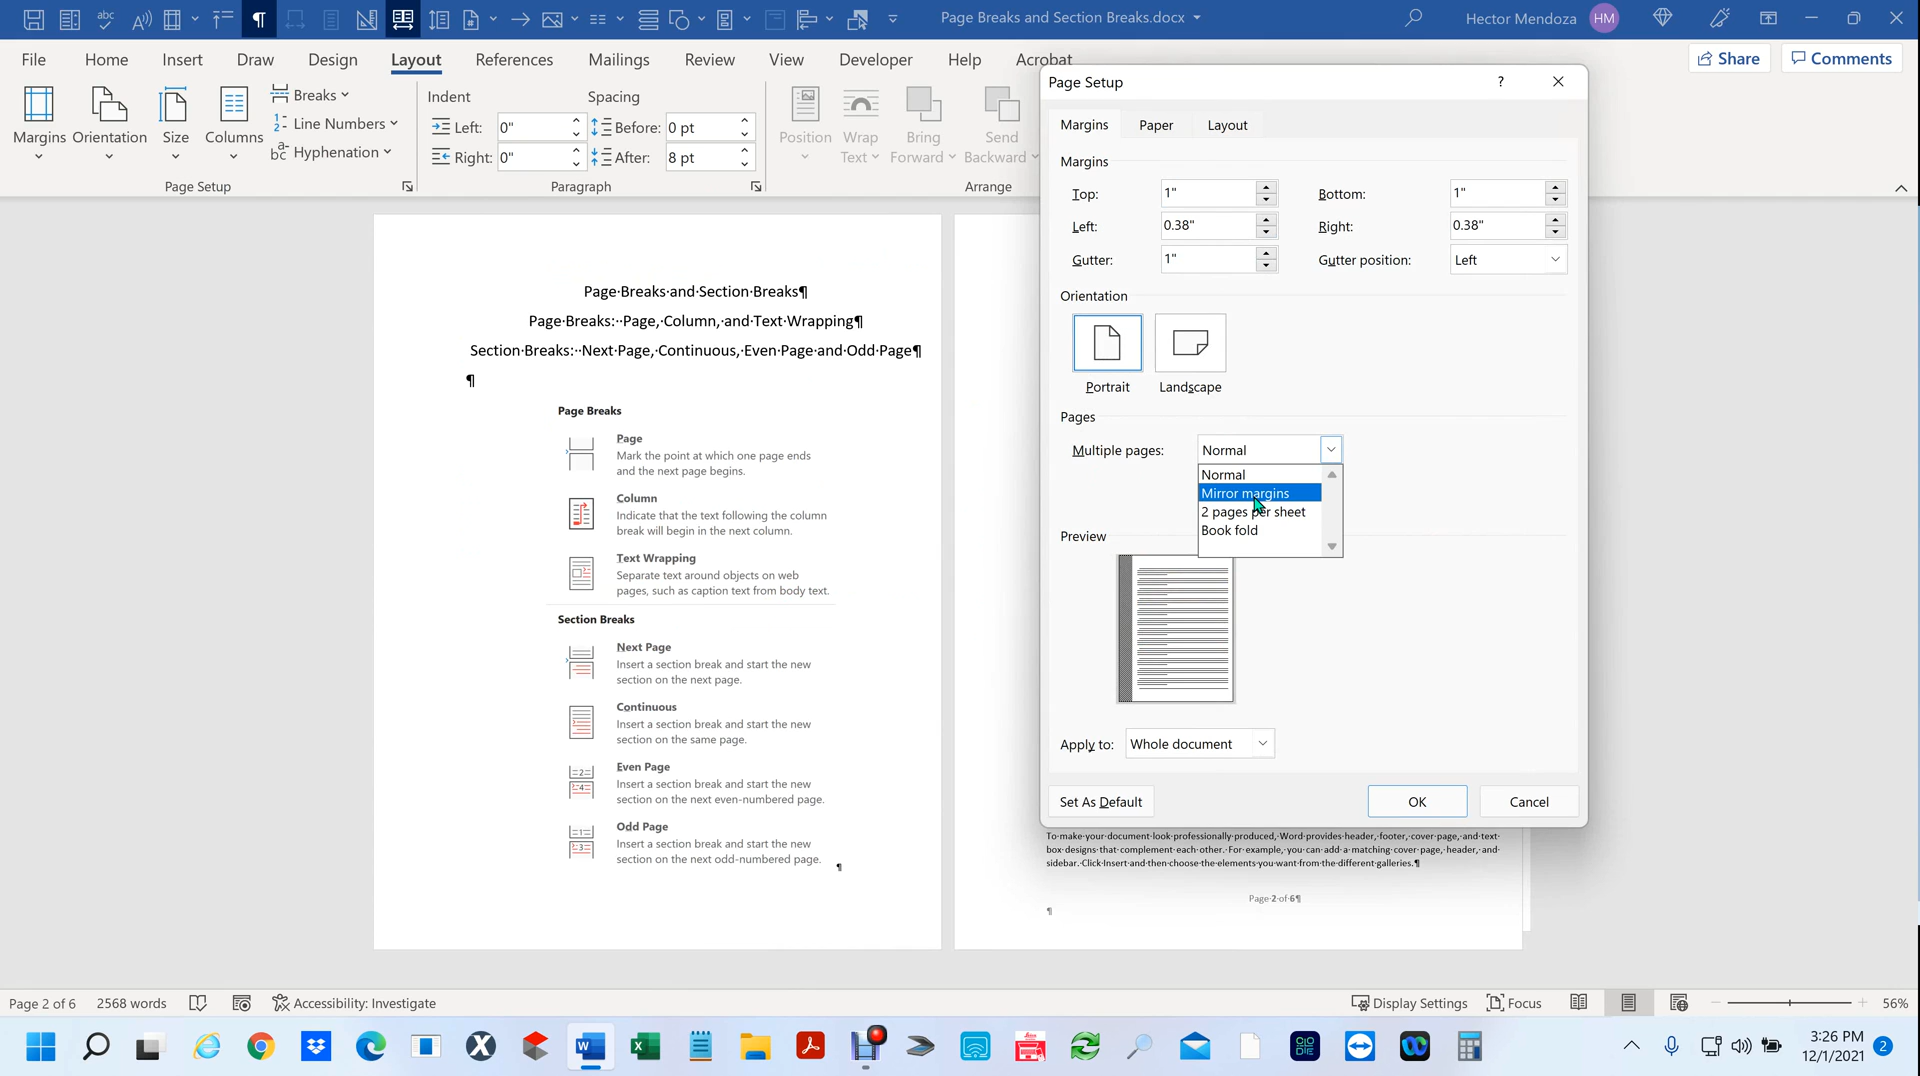 Page Breaks and Section Breaks.docx
Hector Mendoza HM
File Home Insert Draw Design Layout References Mailings Review View Developer Help Acrobat
Share Comments
Margins Orientation Size Columns
Breaks
Line Numbers
Hyphenation
Page Setup
Indent Spacing
Left: 0" Before: 0 pt
Right: 0" After: 8 pt
Paragraph
Position Wrap Text Bring Forward Send Backward
Arrange
Page·Breaks·and·Section·Breaks¶
Page·Breaks:··Page,·Column,·and·Text·Wrapping¶
Section·Breaks:··Next·Page,·Continuous,·Even·Page·and·Odd·Page¶
¶
Page Breaks
Page
Mark the point at which one page ends
and the next page begins.
Column
Indicate that the text following the column
break will begin in the next column.
Text Wrapping
Separate text around objects on web
pages, such as caption text from body text.
Section Breaks
Next Page
Insert a section break and start the new
section on the next page.
Continuous
Insert a section break and start the new
section on the same page.
Even Page
Insert a section break and start the new
section on the next even-numbered page.
Odd Page
Insert a section break and start the new
section on the next odd-numbered page. ¶
Page Setup ?
Margins Paper Layout
Margins
Top: 1" Bottom: 1"
Left: 0.38" Right: 0.38"
Gutter: 1" Gutter position: Left
Orientation
Portrait Landscape
Pages
Multiple pages: Normal
Normal
Mirror margins
2 pages per sheet
Book fold
Preview
Apply to: Whole document
Set As Default OK Cancel
To·make·your·document·look·professionally·produced,·Word·provides·header,·footer,·cover·page,·and·text·
box·designs·that·complement·each·other.·For·example,·you·can·add·a·matching·cover·page,·header,·and·
sidebar.·Click·Insert·and·then·choose·the·elements·you·want·from·the·different·galleries.¶
Page·2·of·6¶
¶
Page 2 of 6 2568 words Accessibility: Investigate
Display Settings Focus 56%
3:26 PM
12/1/2021 2